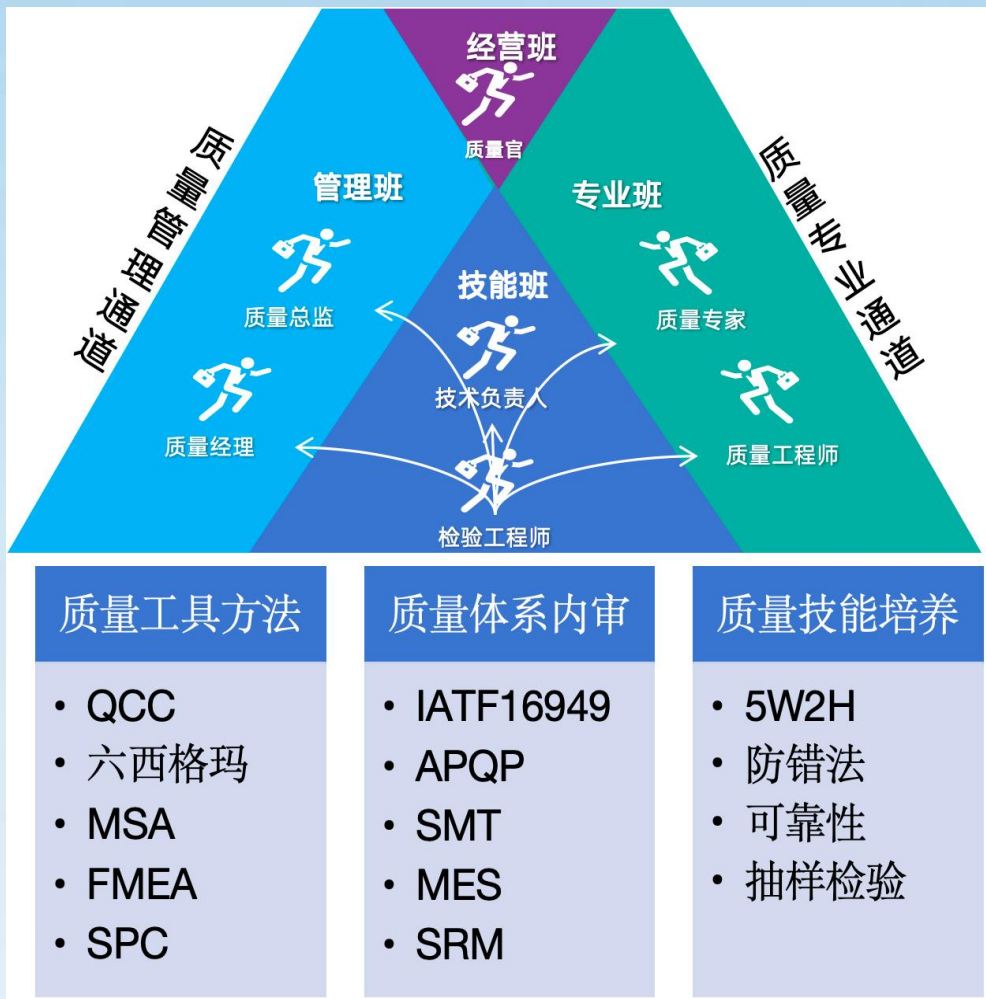 经营班
质量官
质量管理通道
质量专业通道
管理班
专业班
质量总监
技能班
质量专家
技术负责人
质量经理
质量工程师
检验工程师
质量工具方法
• QCC
• 六西格玛
• MSA
• FMEA
• SPC
质量体系内审
• IATF16949
• APQP
• SMT
• MES
• SRM
质量技能培养
• 5W2H
• 防错法
• 可靠性
• 抽样检验